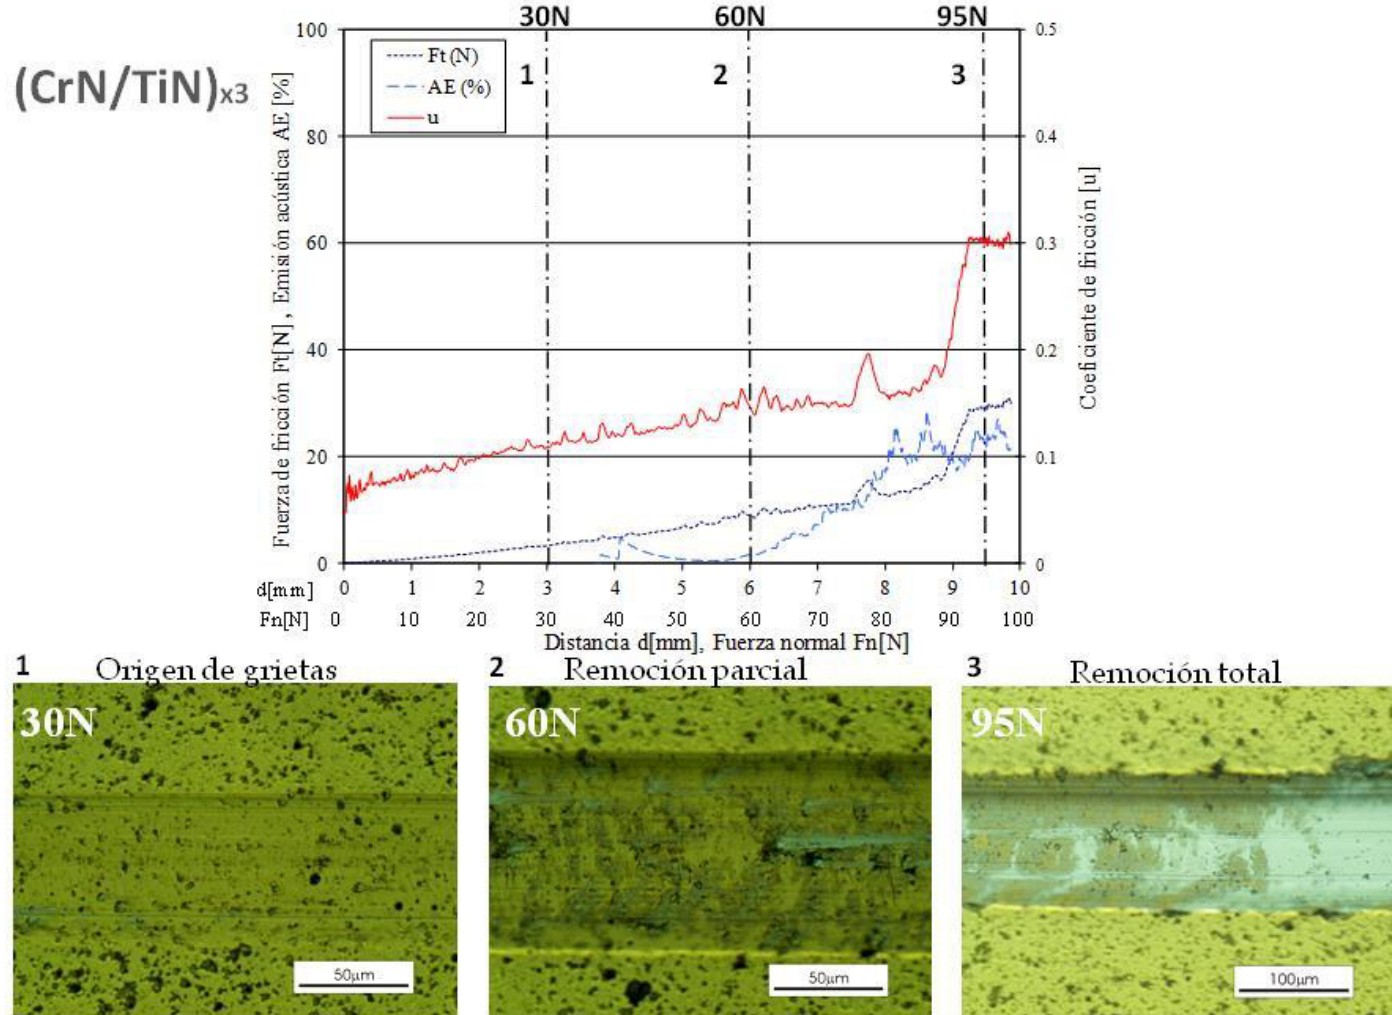 30N 60N 95N
(CrN/TiN)x3
Ft (N)
AE (%)
u
1 2 3
Fuerza de fricción Ft[N] , Emisión acústica AE [%]
100
80
60
40
20
0
0.5
0.4
0.3
0.2
0.1
0
Coeficiente de fricción [u]
d[mm] 0 1 2 3 4 5 6 7 8 9 10
Fn[N] 0 10 20 30 40 50 60 70 80 90 100
Distancia d[mm], Fuerza normal Fn[N]
1 Origen de grietas
30N
50µm
2 Remoción parcial
60N
50µm
3 Remoción total
95N
100µm